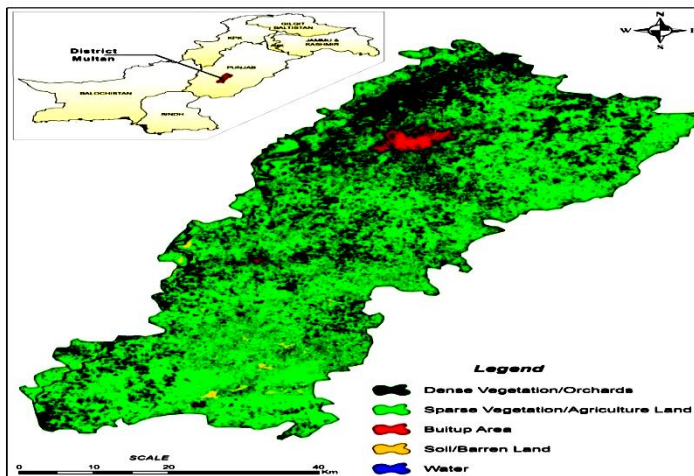 GILGIT
BALTISTAN
KPK
JAMMU &
KASHMIR
District
Multan
PUNJAB
BALOCHISTAN
SINDH
N
W
E
S
Legend
Dense Vegetation/Orchards
Sparse Vegetation/Agriculture Land
Buitup Area
Soil/Barren Land
Water
SCALE
0
10
20
40
Km